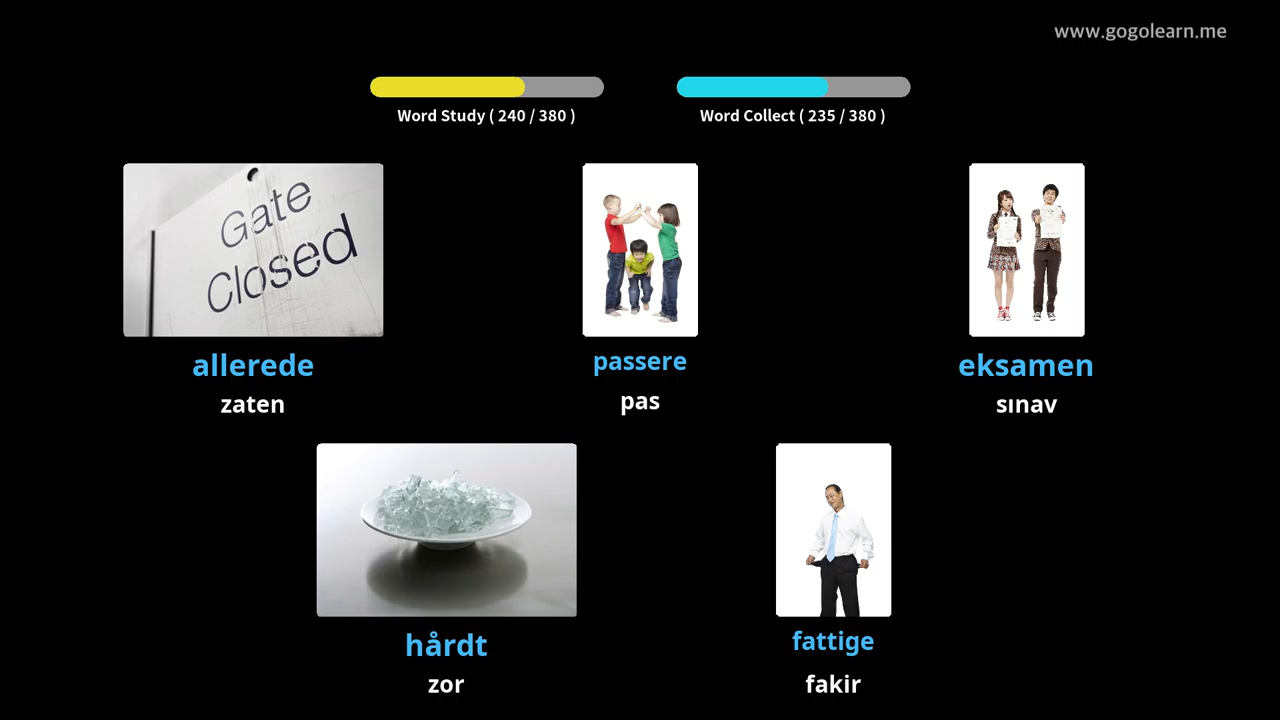 www.gogolearn.me
Word Study ( 240 / 380 )
Word Collect ( 235 / 380 )
Gate
Closed
allerede
zaten
passere
pas
eksamen
sınav
hårdt
zor
fattige
fakir